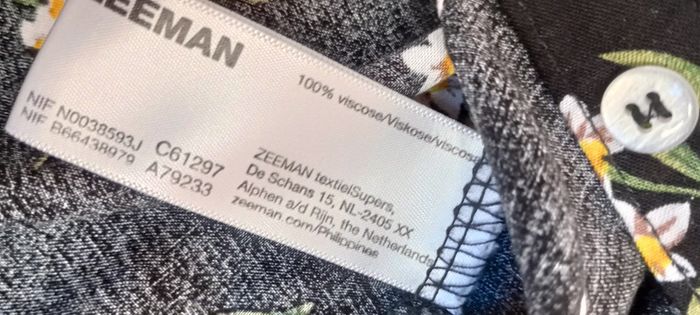 ZEEMAN
100% viscose/Viskose/viscosa
NIF N0038593J C61297
NIF B66438979 A79233
ZEEMAN textielSupers,
De Schans 15, NL-2405 XX
Alphen a/d Rijn, the Netherlands
zeeman.com/Philippines